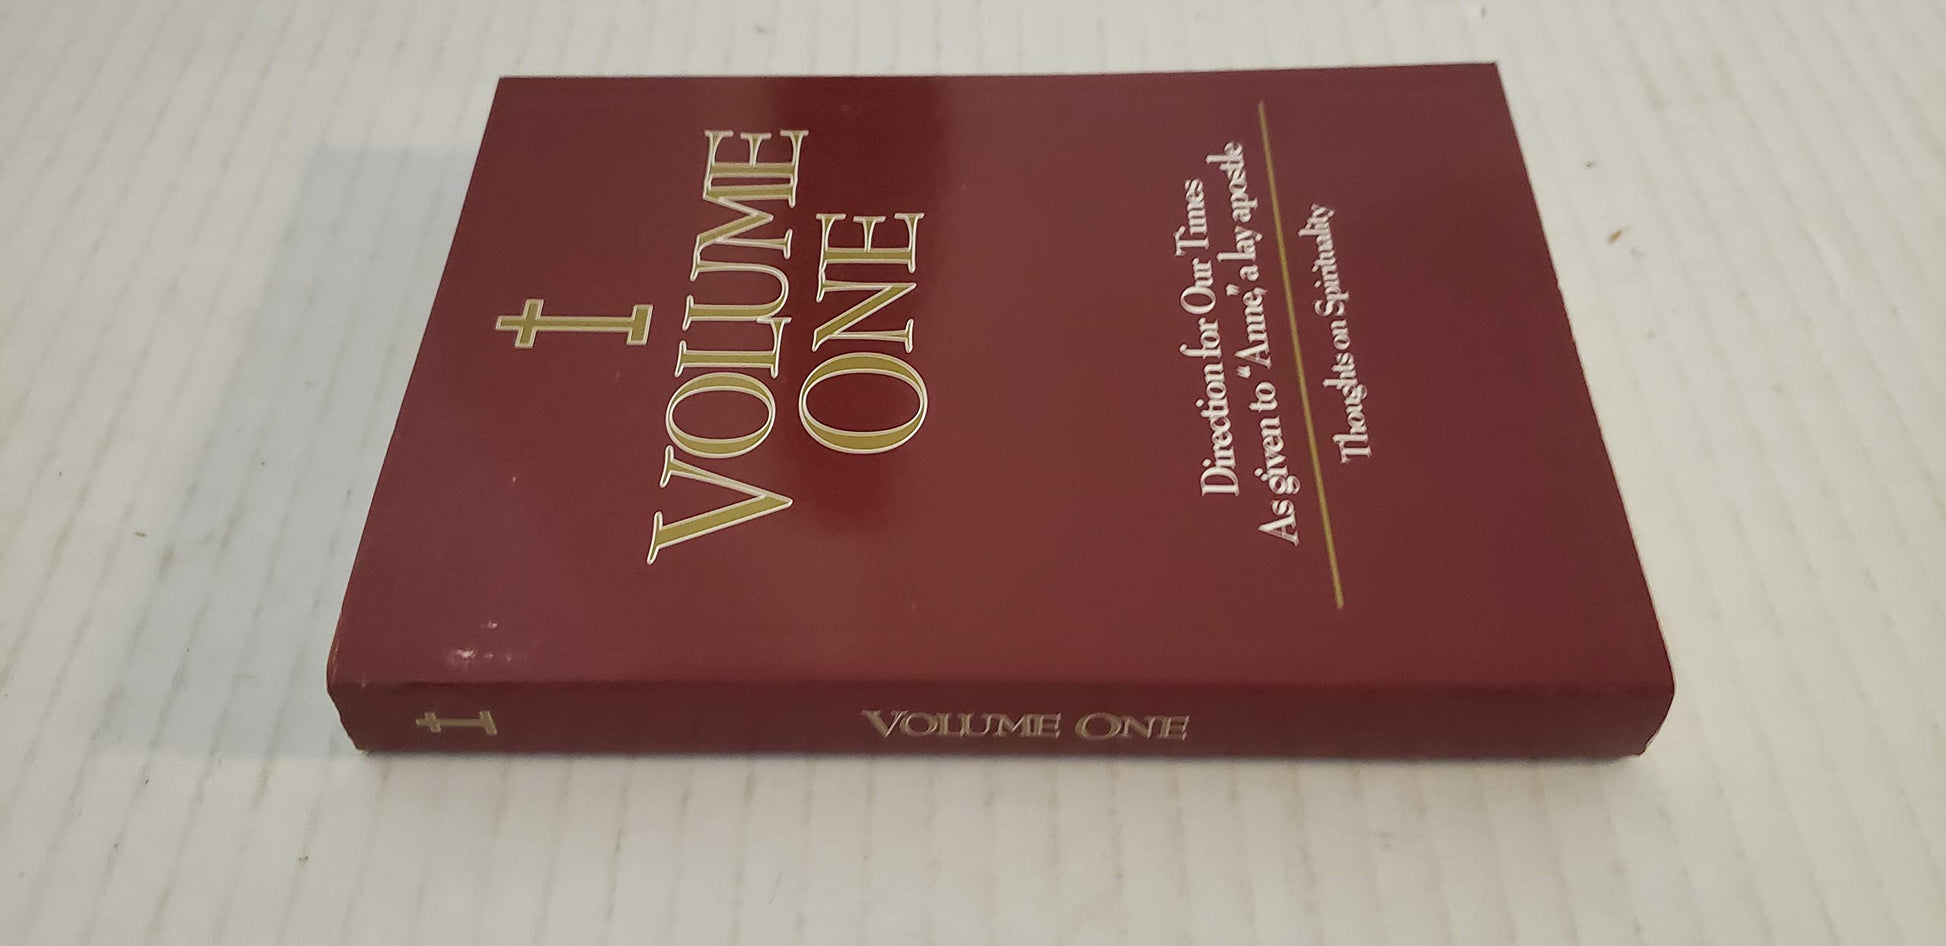 VOLUME
ONE
Direction for Our Times
As given to “Anne,” a lay apostle
Thoughts on Spirituality
VOLUME ONE